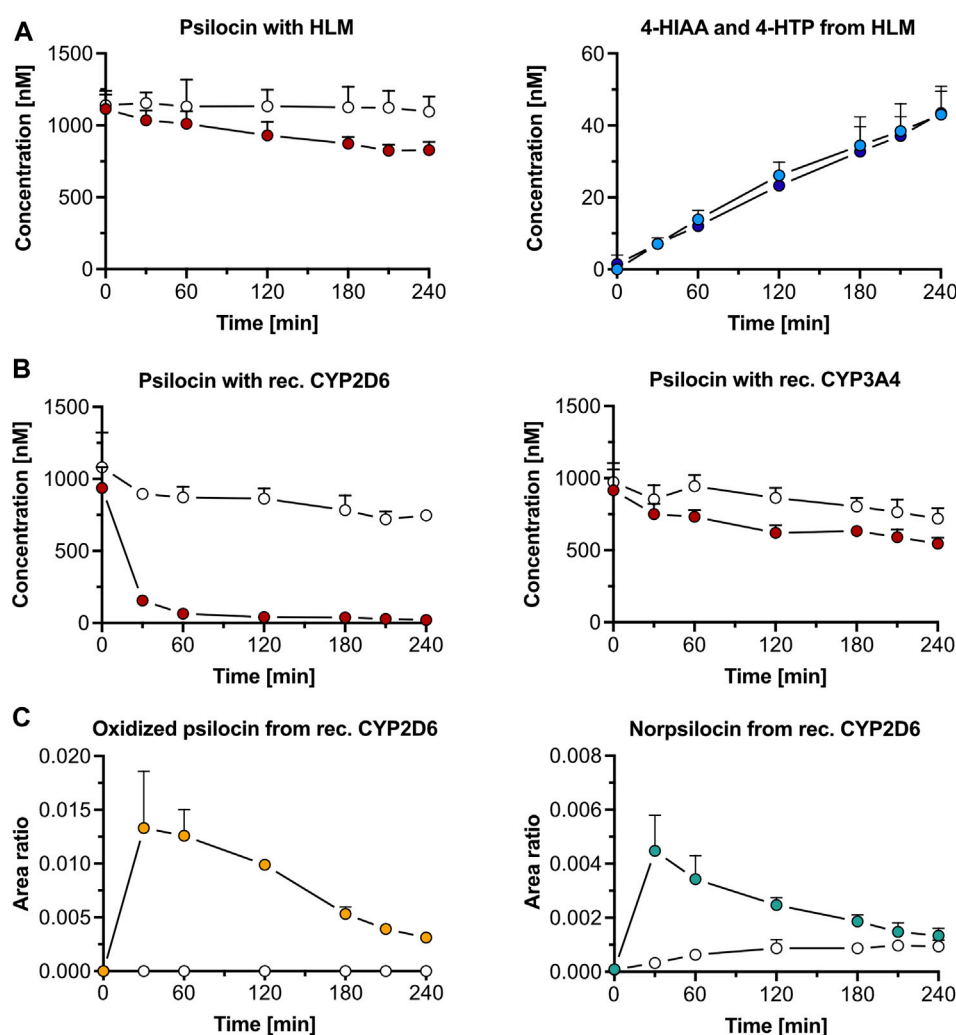 A
Psilocin with HLM
Concentration [nM]
1500
1000
500
0
0 60 120 180 240
Time [min]
4-HIAA and 4-HTP from HLM
Concentration [nM]
60
40
20
0
0 60 120 180 240
Time [min]
B
Psilocin with rec. CYP2D6
Concentration [nM]
1500
1000
500
0
0 60 120 180 240
Time [min]
Psilocin with rec. CYP3A4
Concentration [nM]
1500
1000
500
0
0 60 120 180 240
Time [min]
C
Oxidized psilocin from rec. CYP2D6
Area ratio
0.020
0.015
0.010
0.005
0.000
0 60 120 180 240
Time [min]
Norpsilocin from rec. CYP2D6
Area ratio
0.008
0.006
0.004
0.002
0.000
0 60 120 180 240
Time [min]